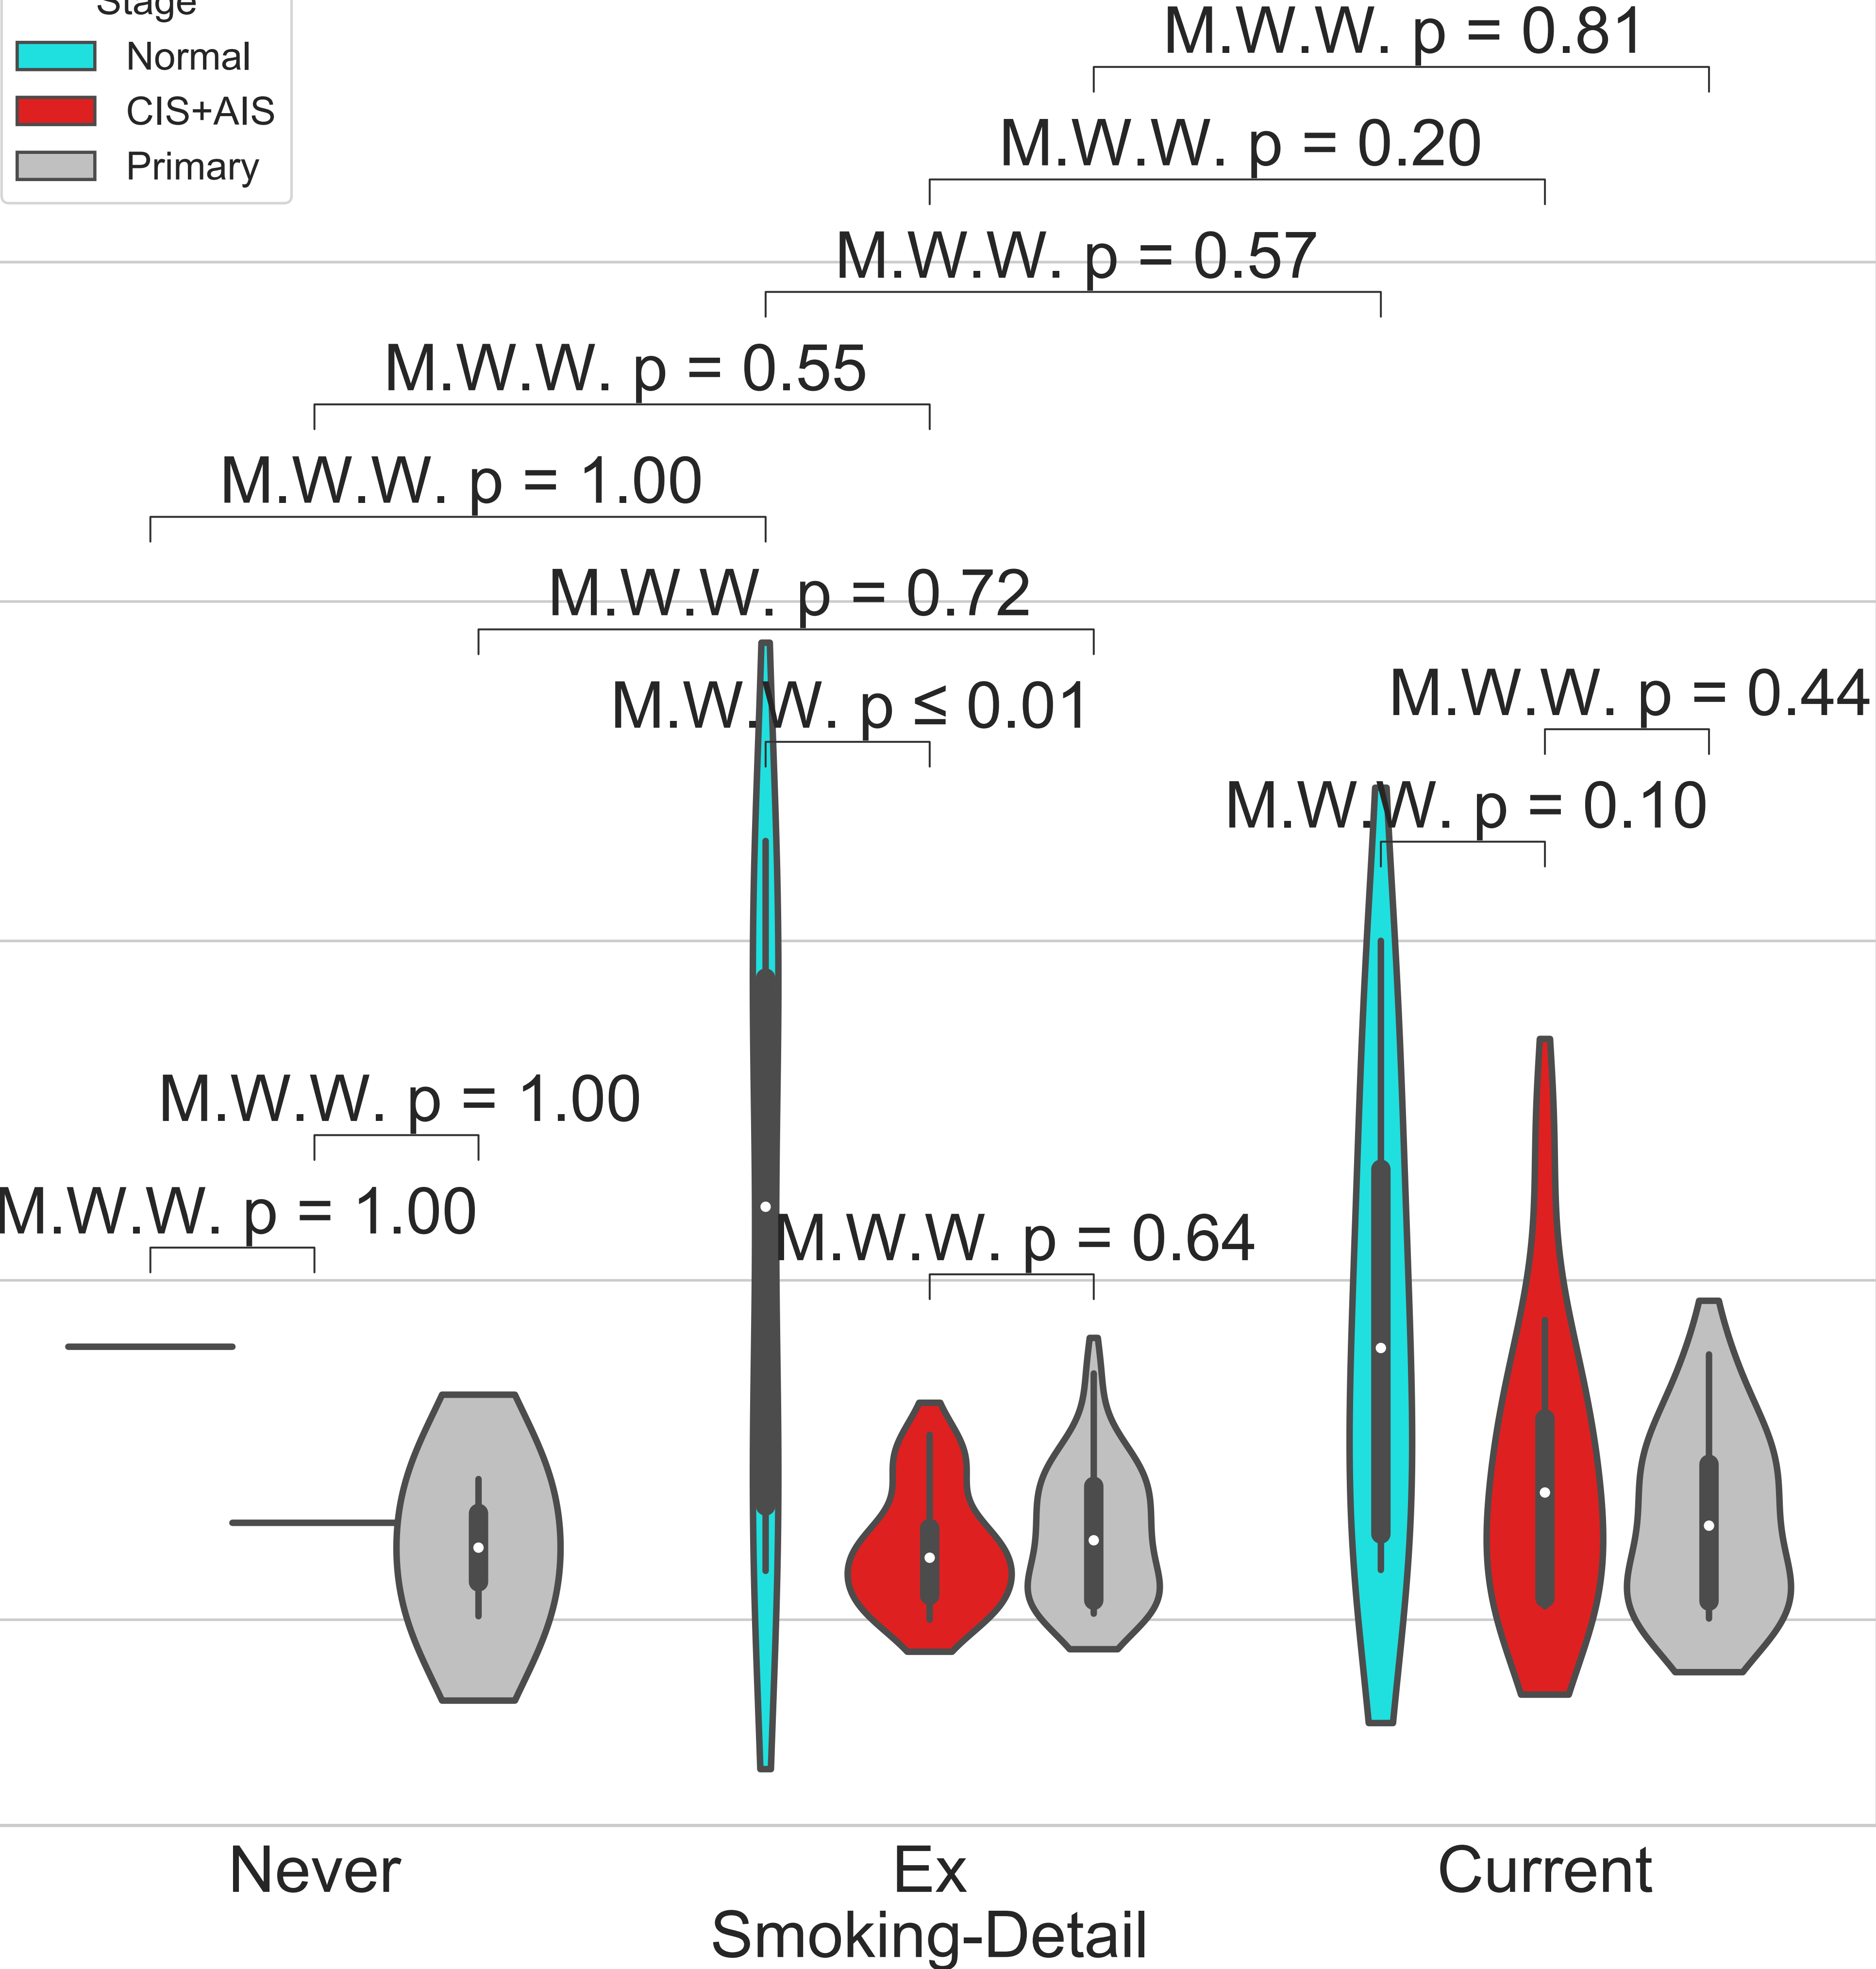 Stage
Normal
CIS+AIS
Primary
M.W.W. p = 0.81
M.W.W. p = 0.20
M.W.W. p = 0.57
M.W.W. p = 0.55
M.W.W. p = 1.00
M.W.W. p = 0.72
M.W.W. p ≤ 0.01
M.W.W. p = 0.44
M.W.W. p = 0.10
M.W.W. p = 1.00
M.W.W. p = 1.00
M.W.W. p = 0.64
Never
Ex
Current
Smoking-Detail